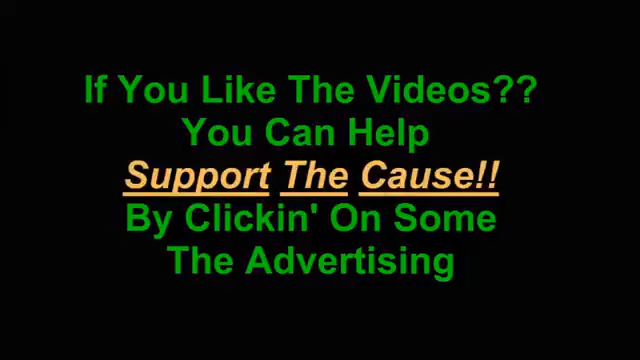 If You Like The Videos??
You Can Help
Support The Cause!!
By Clickin' On Some
The Advertising